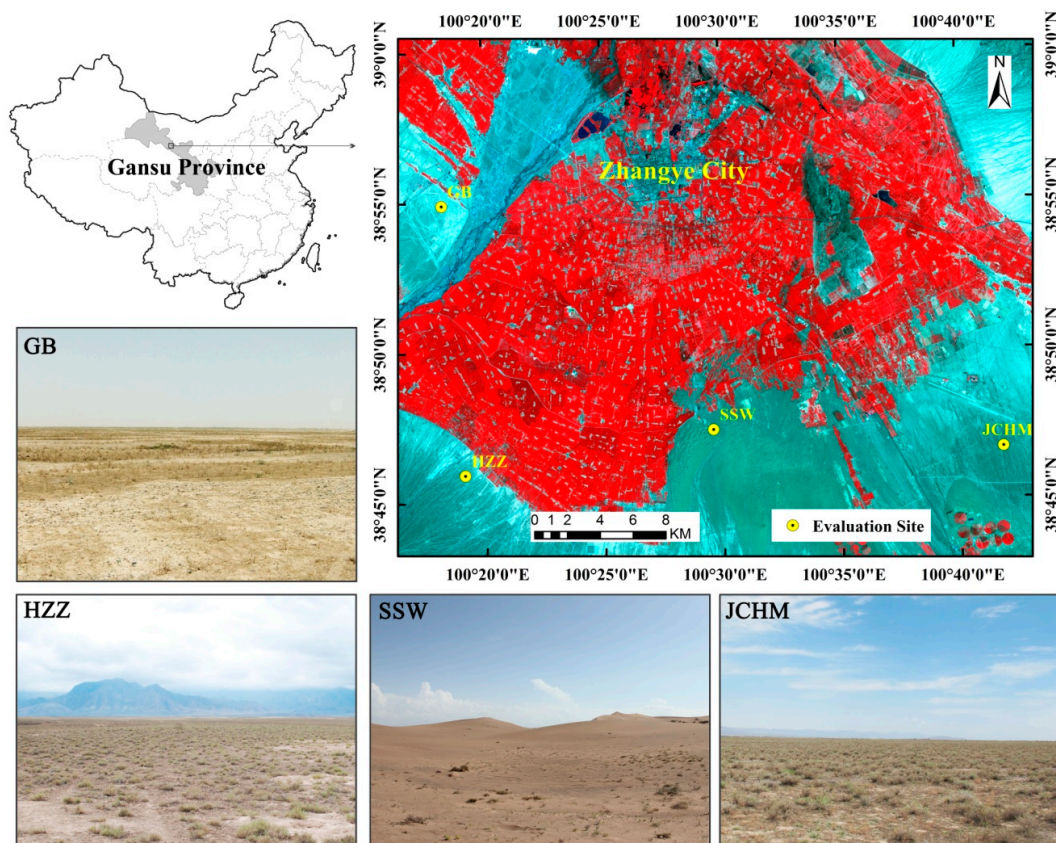 Gansu Province
100°20'0"E 100°25'0"E 100°30'0"E 100°35'0"E 100°40'0"E
39°0'0"N
38°55'0"N
38°50'0"N
38°45'0"N
N
Zhangye City
GB
SSW
JCHM
HZZ
0 1 2 4 6 8
KM
Evaluation Site
39°0'0"N
38°55'0"N
38°50'0"N
38°45'0"N
100°20'0"E 100°25'0"E 100°30'0"E 100°35'0"E 100°40'0"E
GB
HZZ
SSW
JCHM